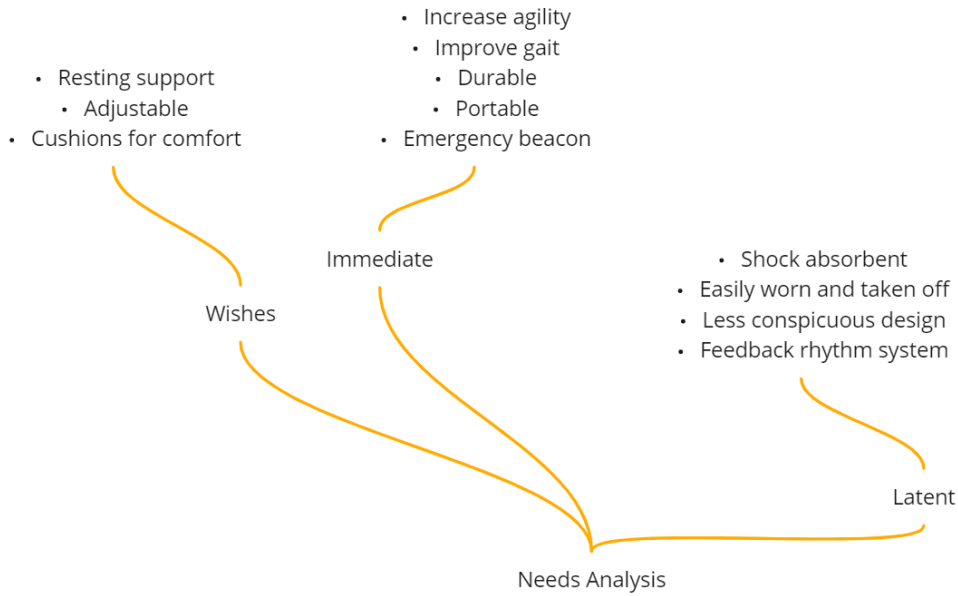 • Increase agility
• Improve gait
• Durable
• Portable
• Emergency beacon
• Resting support
• Adjustable
• Cushions for comfort
Immediate
Wishes
• Shock absorbent
• Easily worn and taken off
• Less conspicuous design
• Feedback rhythm system
Latent
Needs Analysis